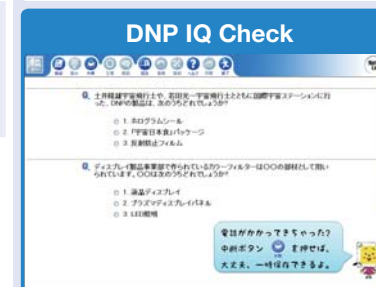 DNP IQ Check
Q. 土井隆雄宇宙飛行士や、若田光一宇宙飛行士とともに国際宇宙ステーションに行
った、DNPの製品は、次のうちどれでしょうか?
1. ホログラムシール
2. 「宇宙日本食」パッケージ
3. 反射防止フィルム
Q. ディスプレイ製品事業部で作られているカラーフィルターは〇〇の部材として用い
られています。〇〇は次のうちどれでしょうか?
1. 液晶ディスプレイ
2. プラズマディスプレイパネル
3. LED照明
電話がかかってきちゃった?
中断ボタン を押せば、
大丈夫、一時保存できるよ。